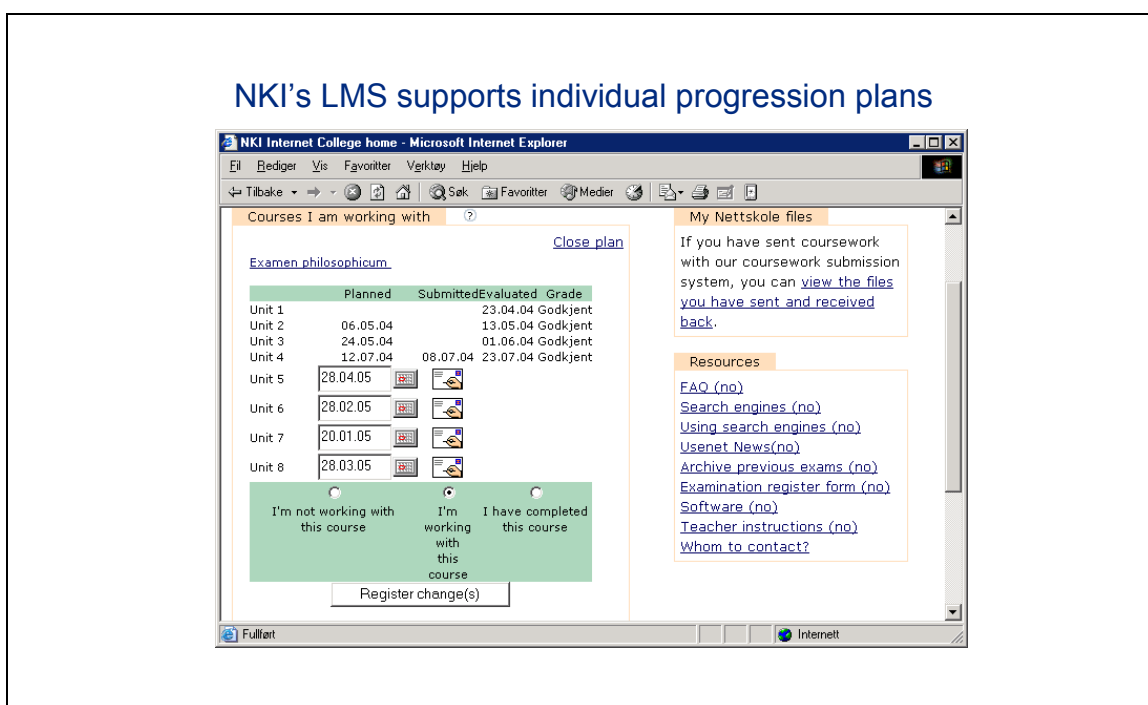 NKI's LMS supports individual progression plans
NKI Internet College home - Microsoft Internet Explorer
Fil Rediger Vis Favoritter Verktøy Hjelp
Tilbake Søk Favoritter Medier
Courses I am working with ?
Close plan
Examen philosophicum
Planned Submitted Evaluated Grade
Unit 1 23.04.04 Godkjent
Unit 2 06.05.04 13.05.04 Godkjent
Unit 3 24.05.04 01.06.04 Godkjent
Unit 4 12.07.04 08.07.04 23.07.04 Godkjent
Unit 5 28.04.05
Unit 6 28.02.05
Unit 7 20.01.05
Unit 8 28.03.05
I'm not working with
this course
I'm
working
with
this
course
I have completed
this course
Register change(s)
My Nettskole files
If you have sent coursework
with our coursework submission
system, you can view the files
you have sent and received
back.
Resources
FAQ (no)
Search engines (no)
Using search engines (no)
Usenet News(no)
Archive previous exams (no)
Examination register form (no)
Software (no)
Teacher instructions (no)
Whom to contact?
Fullført Internett